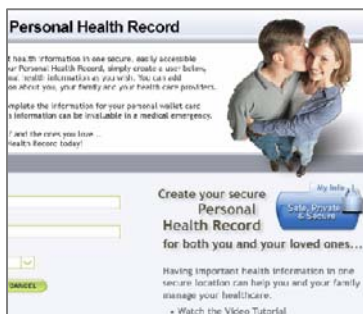 Personal Health Record
t health information in one secure, easily accessible
ur Personal Health Record, simply create a user below,
nal health information as you wish. You can add
on about you, your family and your health care providers.
mplete the information for your personal wallet card
s information can be invaluable in a medical emergency.
f and the ones you love ..
Health Record today!
Create your secure
Personal
Health Record
for both you and your loved ones...
My Info
Safe, Private
& Secure
Having important health information in one
secure location can help you and your family
manage your healthcare.
• Watch the Video Tutorial
CANCEL